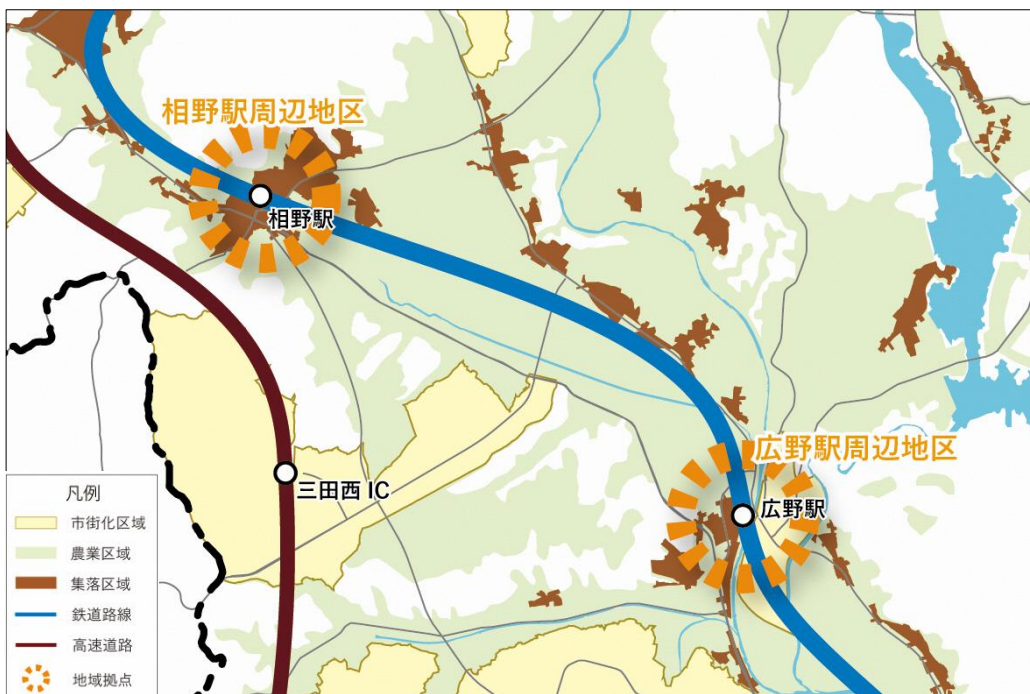 相野駅周辺地区
相野駅
広野駅周辺地区
三田西 IC
広野駅
凡例
市街化区域
農業区域
集落区域
鉄道路線
高速道路
地域拠点